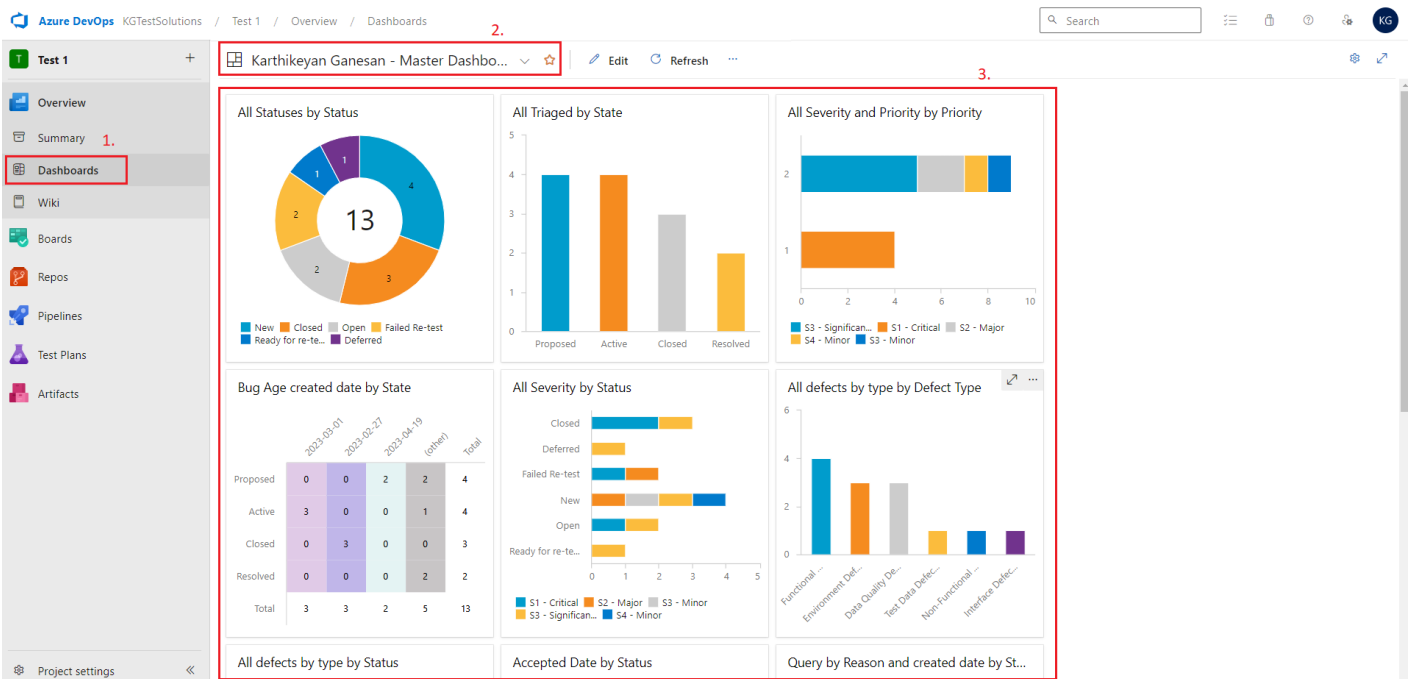 Azure DevOps KGTestSolutions / Test 1 / Overview / Dashboards
Search
KG
T Test 1 +
Overview
Summary
1.
Dashboards
Wiki
Boards
Repos
Pipelines
Test Plans
Artifacts
Project settings
2.
Karthikeyan Ganesan - Master Dashbo...
Edit
Refresh
...
3.
All Statuses by Status
4
3
2
2
1
1
13
New Closed Open Failed Re-test
Ready for re-te... Deferred
All Triaged by State
5
4
3
2
1
0
Proposed Active Closed Resolved
All Severity and Priority by Priority
2
1
0 2 4 6 8 10
S3 - Significan... S1 - Critical S2 - Major
S4 - Minor S3 - Minor
Bug Age created date by State
2023-03-01 2023-02-27 2023-04-19 (other) Total
Proposed 0 0 2 2 4
Active 3 0 0 1 4
Closed 0 3 0 0 3
Resolved 0 0 0 2 2
Total 3 3 2 5 13
All Severity by Status
Closed
Deferred
Failed Re-test
New
Open
Ready for re-te...
0 1 2 3 4 5
S1 - Critical S2 - Major S3 - Minor
S3 - Significan... S4 - Minor
All defects by type by Defect Type
...
6
4
2
0
Functional ... Environment Def... Data Quality De... Test Data Defec... Non-Functional ... Interface Defec...
All defects by type by Status
Accepted Date by Status
Query by Reason and created date by St...